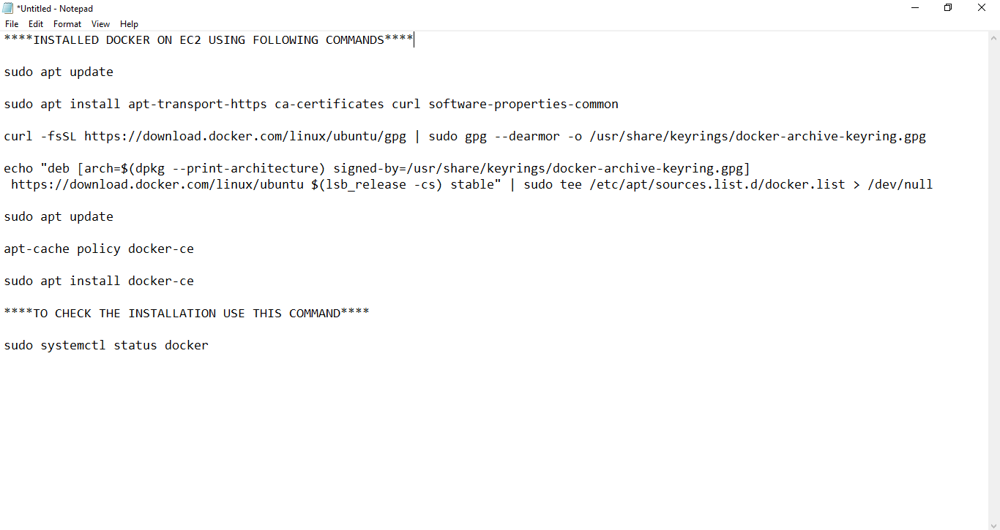 *Untitled - Notepad
File Edit Format View Help
****INSTALLED DOCKER ON EC2 USING FOLLOWING COMMANDS****
sudo apt update
sudo apt install apt-transport-https ca-certificates curl software-properties-common
curl -fsSL https://download.docker.com/linux/ubuntu/gpg | sudo gpg --dearmor -o /usr/share/keyrings/docker-archive-keyring.gpg
echo "deb [arch=$(dpkg --print-architecture) signed-by=/usr/share/keyrings/docker-archive-keyring.gpg]
https://download.docker.com/linux/ubuntu $(lsb_release -cs) stable" | sudo tee /etc/apt/sources.list.d/docker.list > /dev/null
sudo apt update
apt-cache policy docker-ce
sudo apt install docker-ce
****TO CHECK THE INSTALLATION USE THIS COMMAND****
sudo systemctl status docker